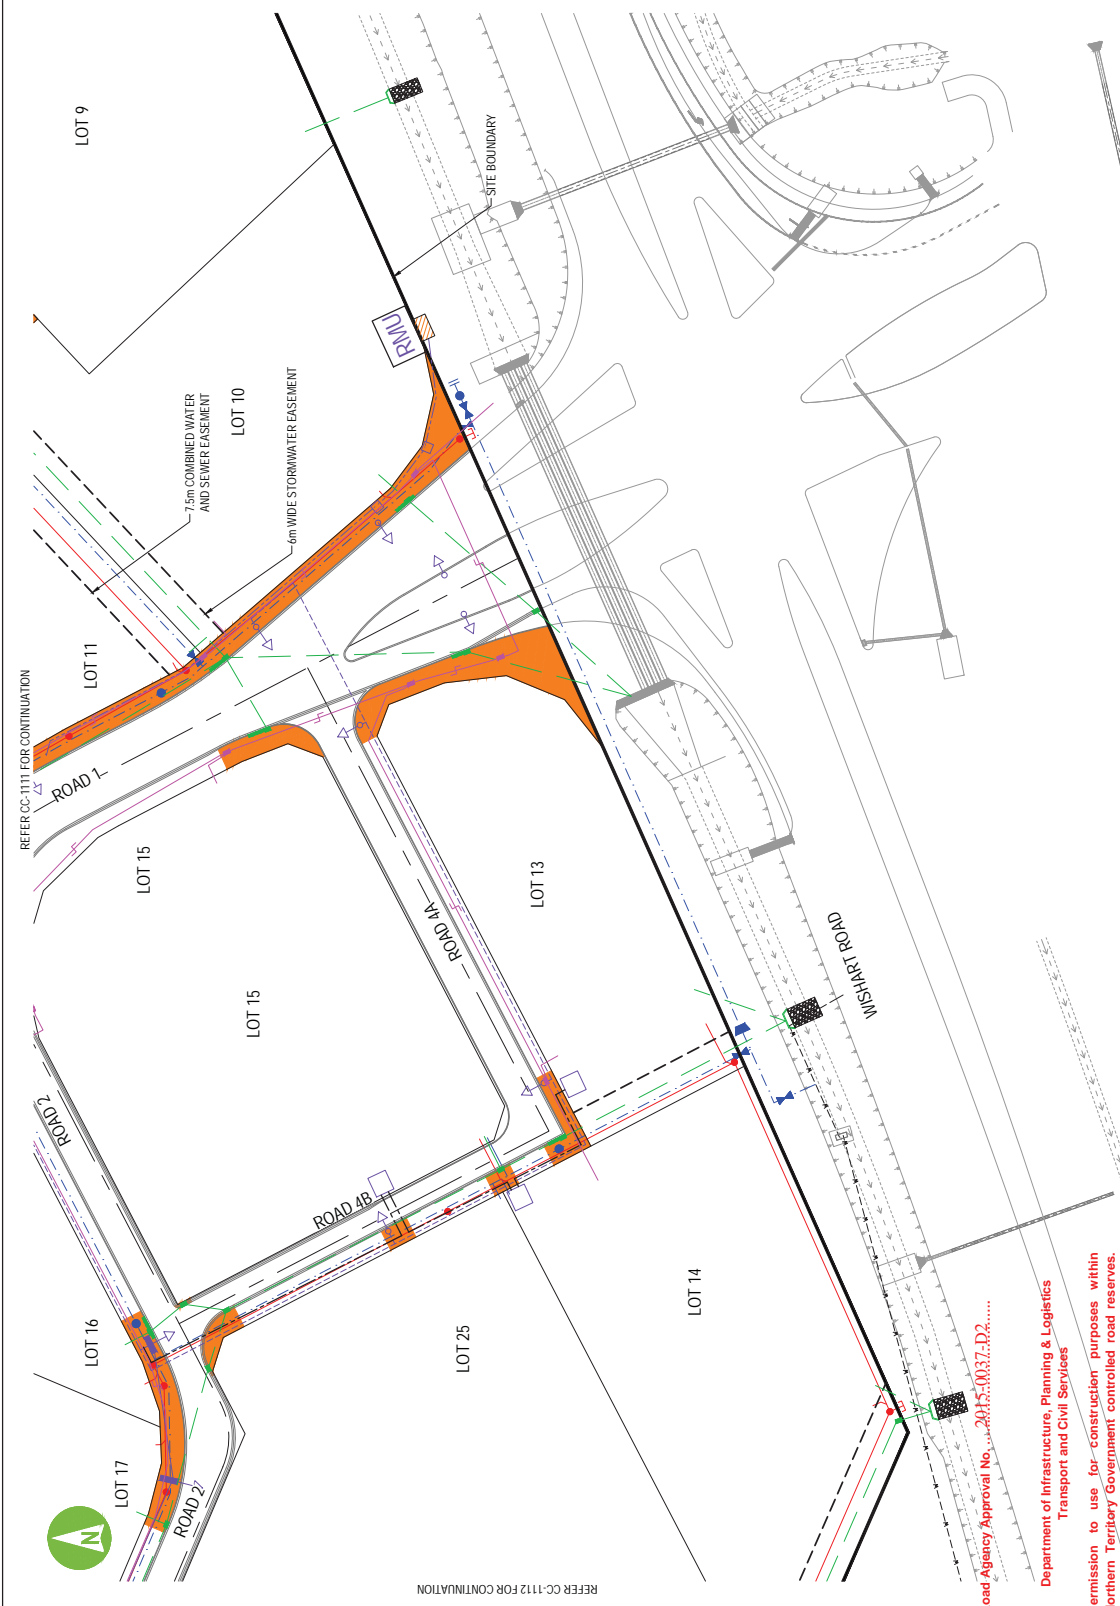 REFER CC-1111 FOR CONTINUATION
LOT 9
SITE BOUNDARY
RMU
LOT 10
7.5m COMBINED WATER
AND SEWER EASEMENT
6m WIDE STORMWATER EASEMENT
LOT 11
ROAD 1
LOT 15
LOT 13
ROAD 4A
LOT 15
WISHART ROAD
ROAD 2
ROAD 4B
LOT 16
LOT 25
LOT 14
LOT 17
ROAD 2
N
REFER CC-1112 FOR CONTINUATION
oad Agency Approval No. ....2015-0037-D2......
Department of Infrastructure, Planning & Logistics
Transport and Civil Services
ermission to use for construction purposes within
orthern Territory Government controlled road reserves.